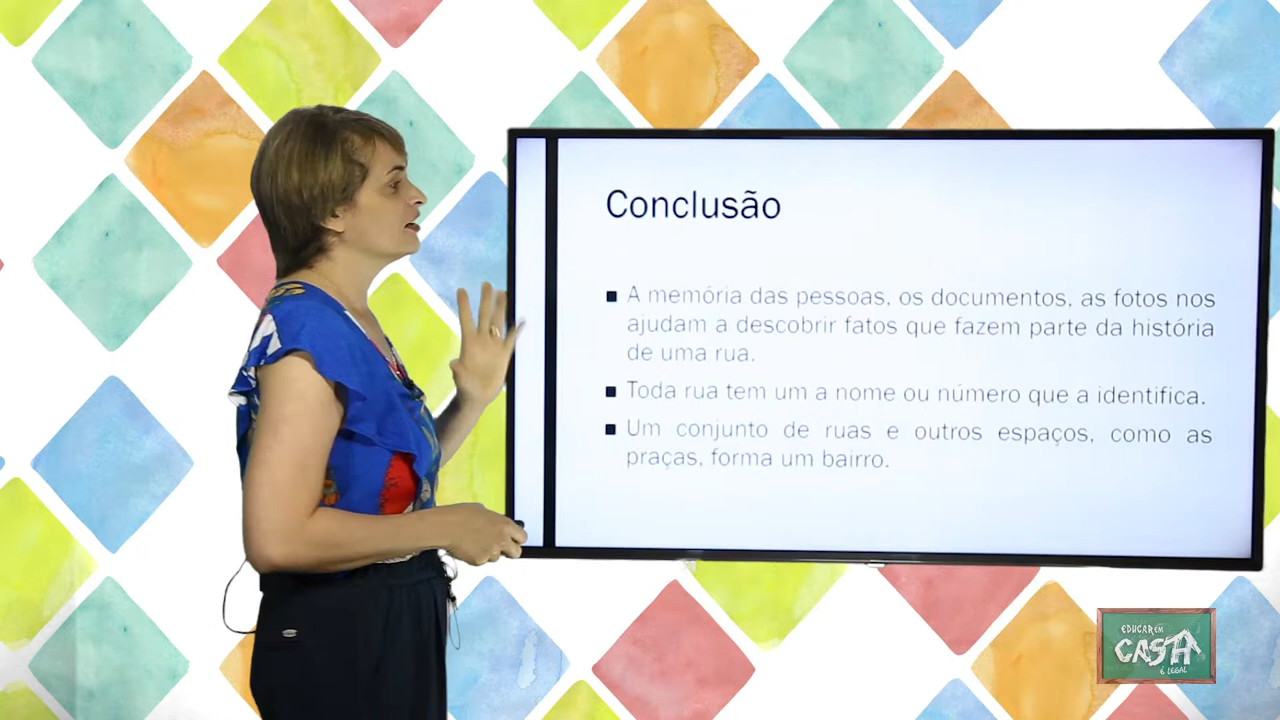 Conclusão
■ A memória das pessoas, os documentos, as fotos nos
ajudam a descobrir fatos que fazem parte da história
de uma rua.
■ Toda rua tem um a nome ou número que a identifica.
■ Um conjunto de ruas e outros espaços, como as
praças, forma um bairro.
EDUCAR EM
CASA
É LEGAL